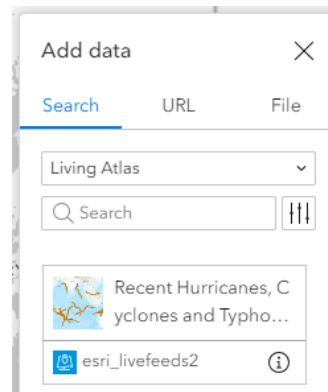 Add data
Search URL File
Living Atlas
Search
Recent Hurricanes, C
yclones and Typho...
esri_livefeeds2